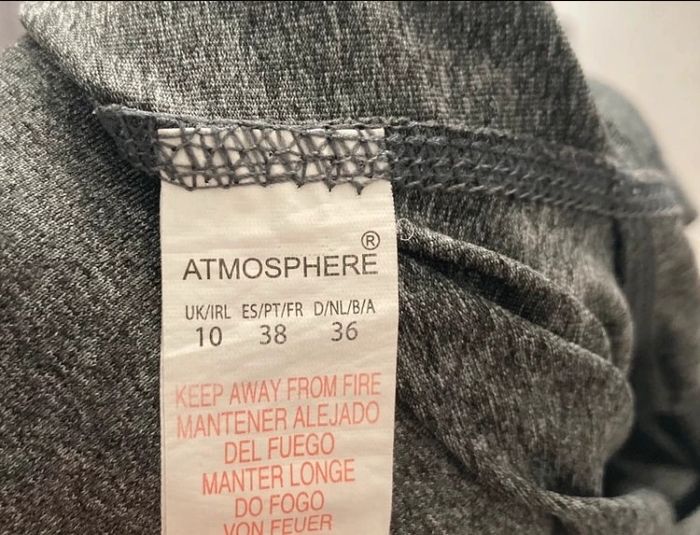 ®
ATMOSPHERE
UK/IRL ES/PT/FR D/NL/B/A
10 38 36
KEEP AWAY FROM FIRE
MANTENER ALEJADO
DEL FUEGO
MANTER LONGE
DO FOGO
VON FEUER